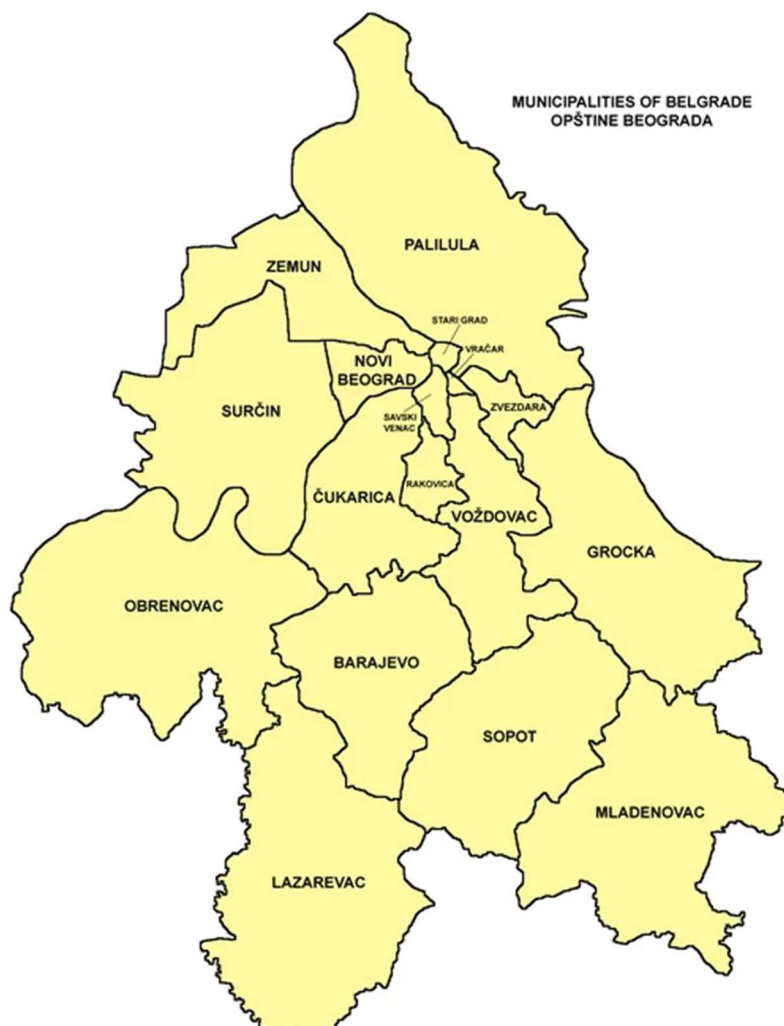 MUNICIPALITIES OF BELGRADE
OPŠTINE BEOGRADA
PALILULA
ZEMUN
STARI GRAD
VRAČAR
NOVI
BEOGRAD
ZVEZDARA
SURČIN
SAVSKI
VENAC
RAKOVICA
ČUKARICA
VOŽDOVAC
GROCKA
OBRENOVAC
BARAJEVO
SOPOT
MLADENOVAC
LAZAREVAC